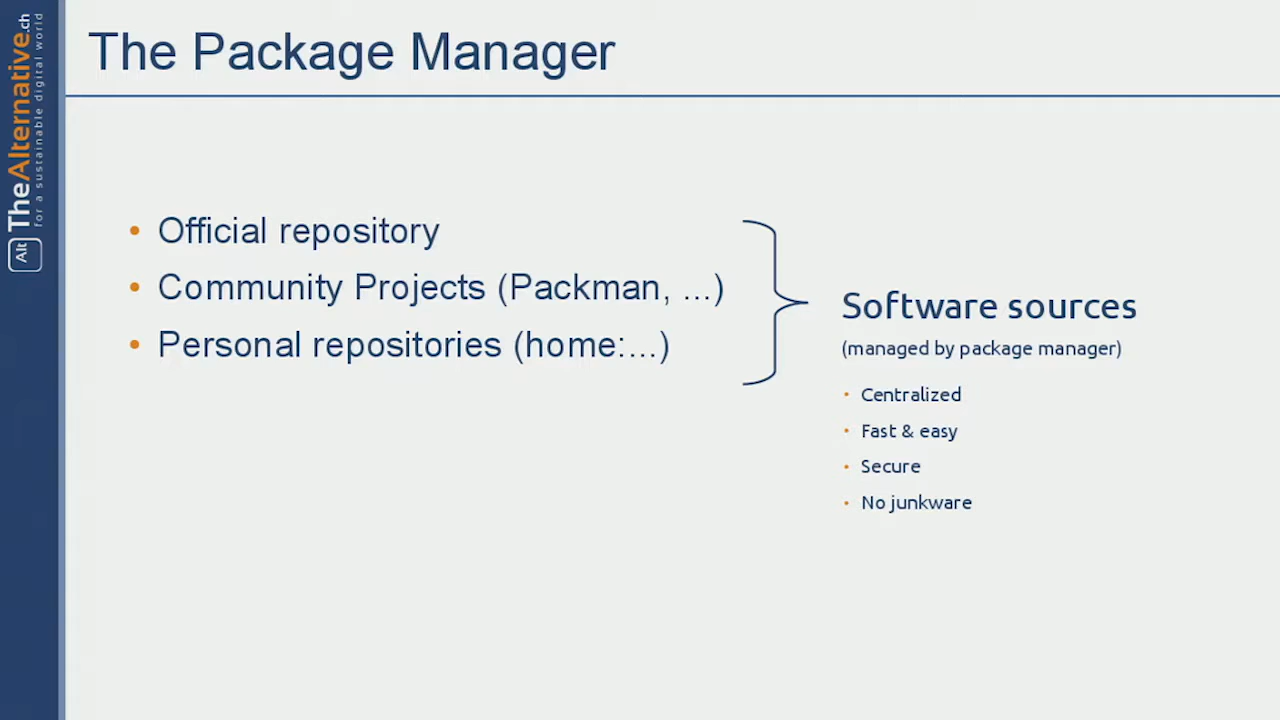 The Package Manager
Alt TheAlternative.ch
for a sustainable digital world
• Official repository
• Community Projects (Packman, ...)
• Personal repositories (home:...)
Software sources
(managed by package manager)
• Centralized
• Fast & easy
• Secure
• No junkware